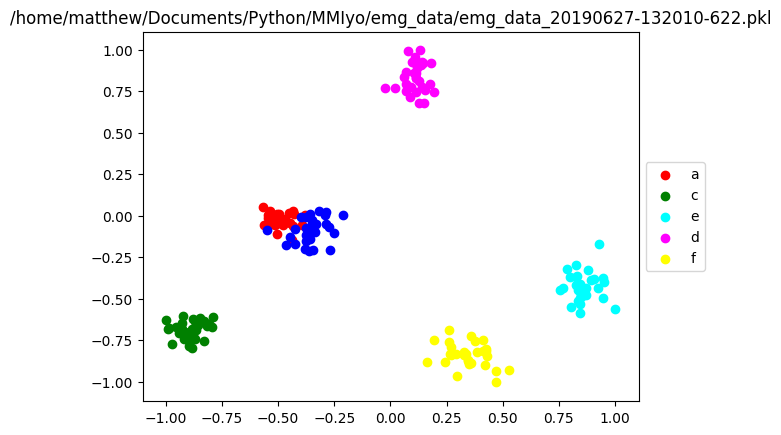 /home/matthew/Documents/Python/MMIyo/emg_data/emg_data_20190627-132010-622.pkl
1.00
0.75
0.50
0.25
0.00
−0.25
−0.50
−0.75
−1.00
−1.00 −0.75 −0.50 −0.25 0.00 0.25 0.50 0.75 1.00
a
c
e
d
f